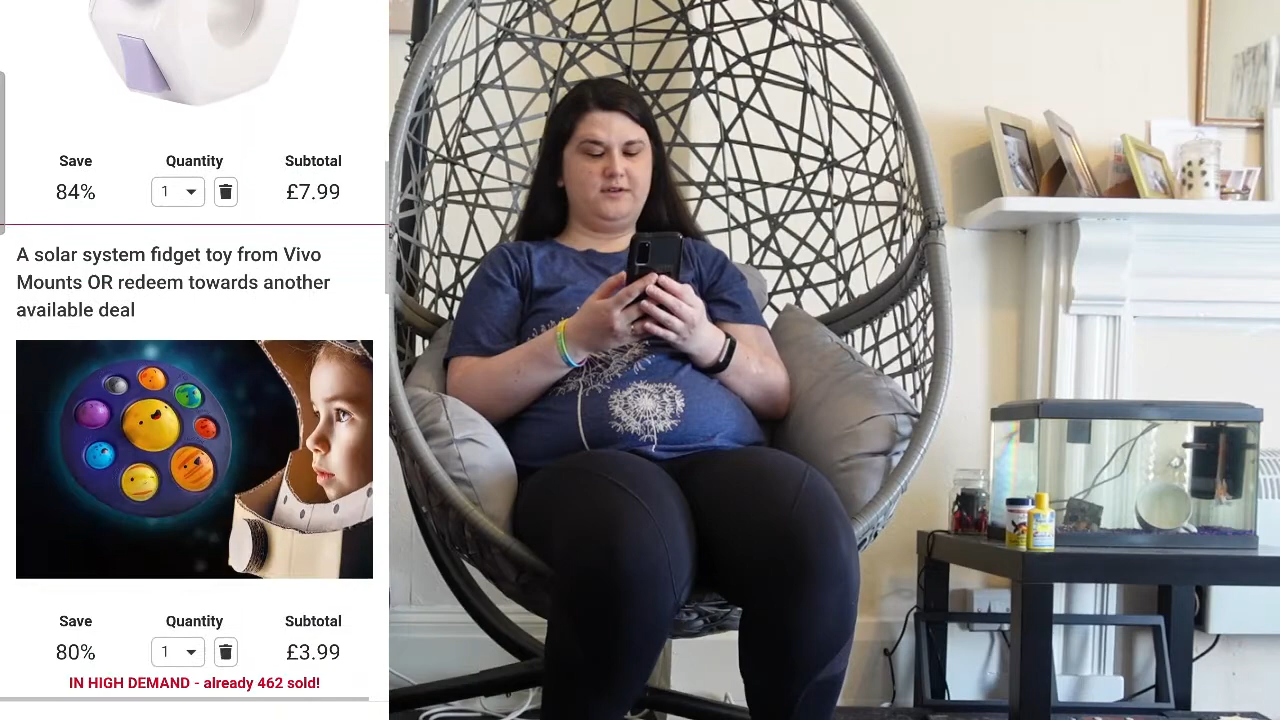 Save Quantity Subtotal
84% 1 £7.99
A solar system fidget toy from Vivo
Mounts OR redeem towards another
available deal
Save Quantity Subtotal
80% 1 £3.99
IN HIGH DEMAND - already 462 sold!